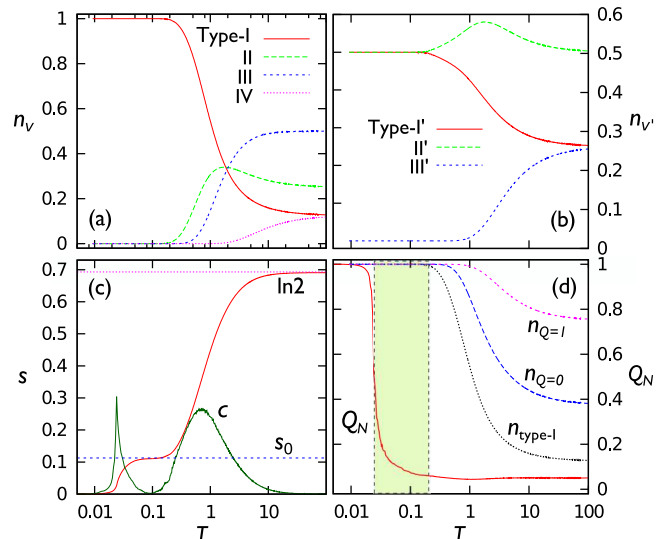 1
0.8
0.6
0.4
0.2
0
n_v
Type-I
II
III
IV
(a)
0.6
0.5
0.4
0.3
0.2
0.1
0
n_v'
Type-I'
II'
III'
(b)
0.7
0.6
0.5
0.4
0.3
0.2
0.1
0
s
(c)
ln2
c
s_0
0.01 0.1 1 10
T
(d)
1
0.8
0.6
0.4
0.2
0
Q_N
n_{Q=1}
n_{Q=0}
n_{type-I}
Q_N
0.01 0.1 1 10 100
T